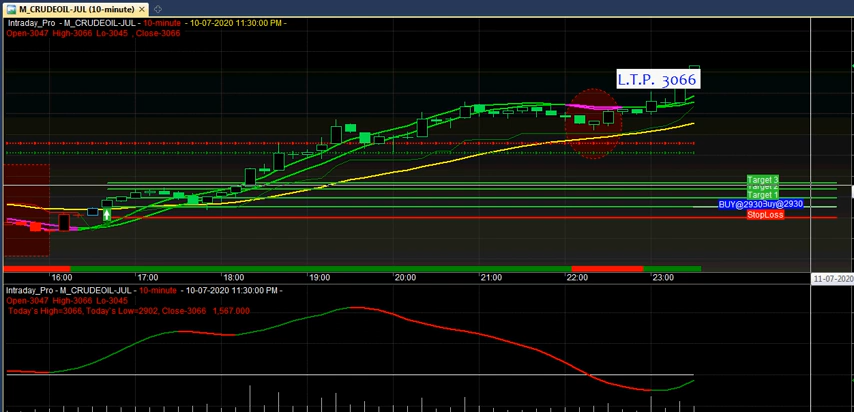 M_CRUDEOIL-JUL (10-minute)
Intraday_Pro - M_CRUDEOIL-JUL - 10-minute - 10-07-2020 11:30:00 PM -
Open-3047 High-3066 Lo-3045 , Close-3066
L.T.P. 3066
Target 3
Target 2
Target 1
BUY@2930 Buy@2930
StopLoss
16:00 17:00 18:00 19:00 20:00 21:00 22:00 23:00 11-07-2020
Intraday_Pro - M_CRUDEOIL-JUL - 10-minute - 10-07-2020 11:30:00 PM -
Open-3047 High-3066 Lo-3045
Today`s High=3066, Today`s Low=2902, Close-3066 1,567.000